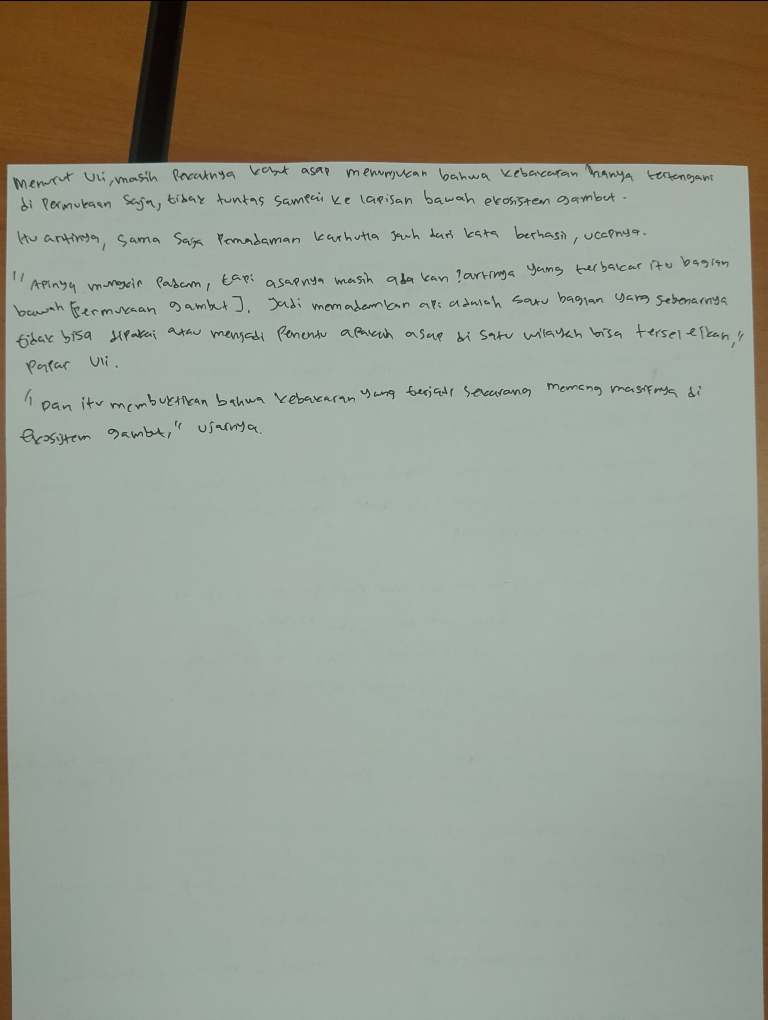 Menurut Uli, masih pekatnya kabut asap menunjukan bahwa kebakaran hanya tertangani
di permukaan saja, tidak tuntas sampai ke lapisan bawah ekosistem gambut.
Itu artinya, sama saja pemadaman karhutla jauh dari kata berhasil, ucapnya.
"Apinya mungkin padam, tapi asapnya masih ada kan? artinya yang terbakar itu bagian
bawah [permukaan gambut]. Jadi memademkan api adalah satu bagian yang sebenarnya
tidak bisa dipakai atau menjadi penentu apakah asap di satu wilayah bisa terseleikan,"
papar Uli.
"Dan itu membuktikan bahwa kebakaran yang terjadi sekarang memang masifnya di
ekosistem gambut," ujarnya.